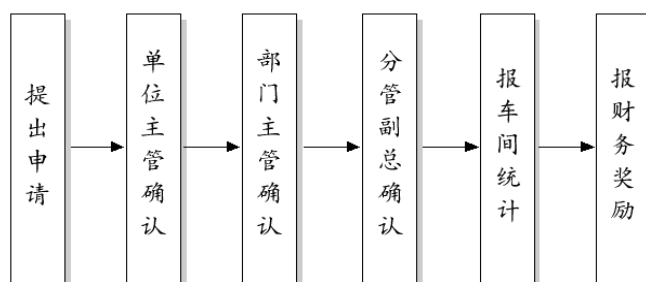 提出申请
单位主管确认
部门主管确认
分管副总确认
报车间统计
报财务奖励